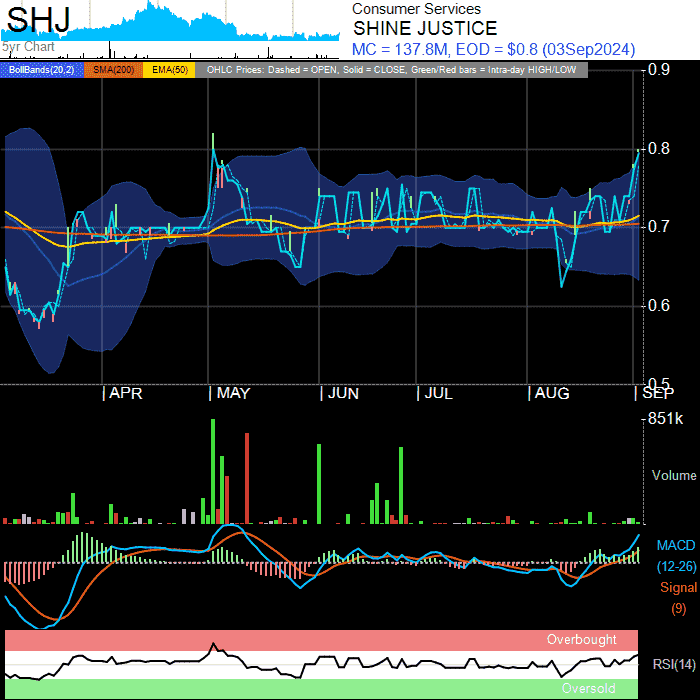 SHJ
Consumer Services
SHINE JUSTICE
5yr Chart
MC = 137.8M, EOD = $0.8 (03Sep2024)
BollBands(20,2) SMA(200) EMA(50) OHLC Prices: Dashed = OPEN, Solid = CLOSE, Green/Red bars = Intra-day HIGH/LOW
0.9
0.8
0.7
0.6
0.5
APR MAY JUN JUL AUG SEP
851k
Volume
MACD
(12-26)
Signal
(9)
Overbought
RSI(14)
Oversold